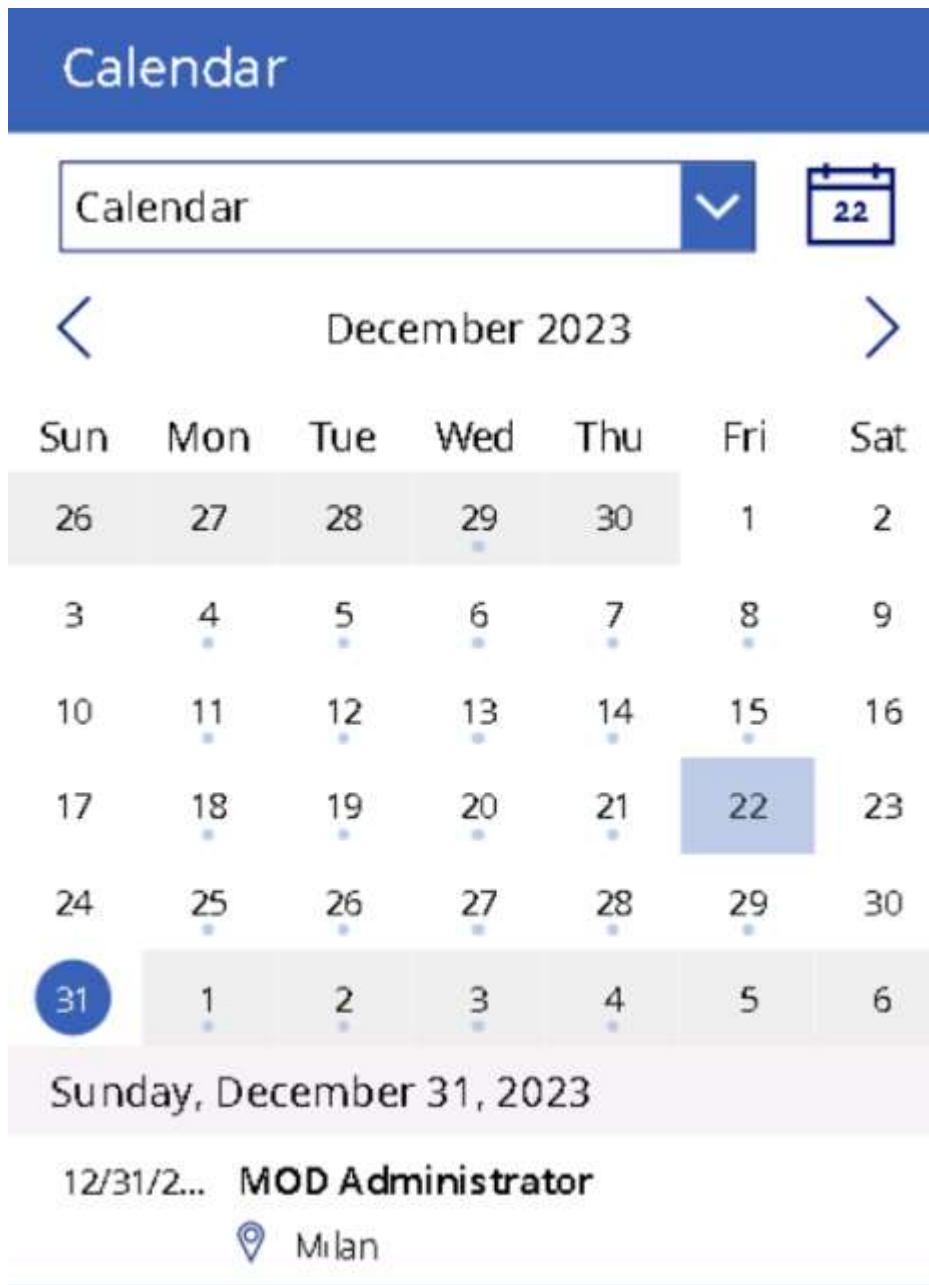 Calendar
Calendar
22
December 2023
Sun Mon Tue Wed Thu Fri Sat
26 27 28 29 30 1 2
3 4 5 6 7 8 9
10 11 12 13 14 15 16
17 18 19 20 21 22 23
24 25 26 27 28 29 30
31 1 2 3 4 5 6
Sunday, December 31, 2023
12/31/2... MOD Administrator
Milan